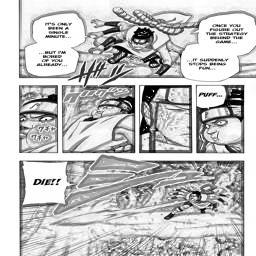 IT'S ONLY
BEEN A
SINGLE
MINUTE...
...BUT I'M
BORED OF
YOU
ALREADY...
ONCE YOU
FIGURE OUT
THE STRATEGY
BEHIND THE
GAME...
...IT SUDDENLY
STOPS BEING
FUN...
PUFF...
DIE!!